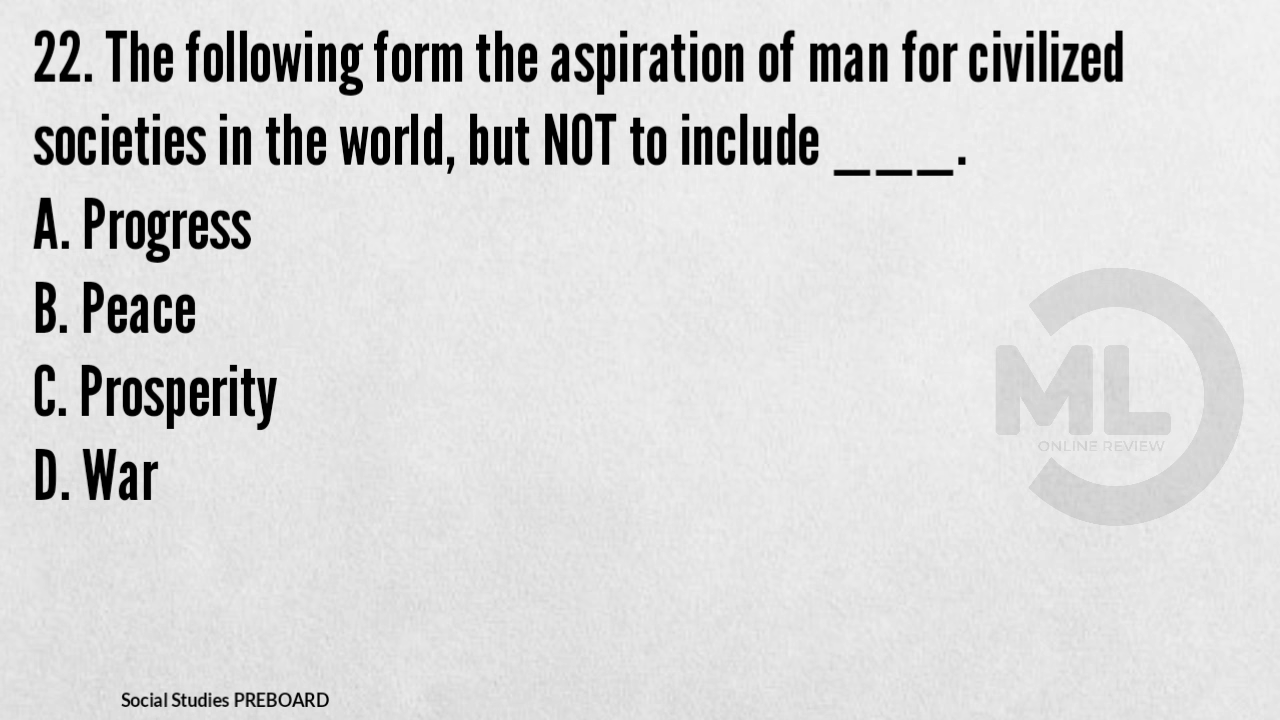 22. The following form the aspiration of man for civilized
societies in the world, but NOT to include ___.
A. Progress
B. Peace
C. Prosperity
D. War
ML
ONLINE REVIEW
Social Studies PREBOARD